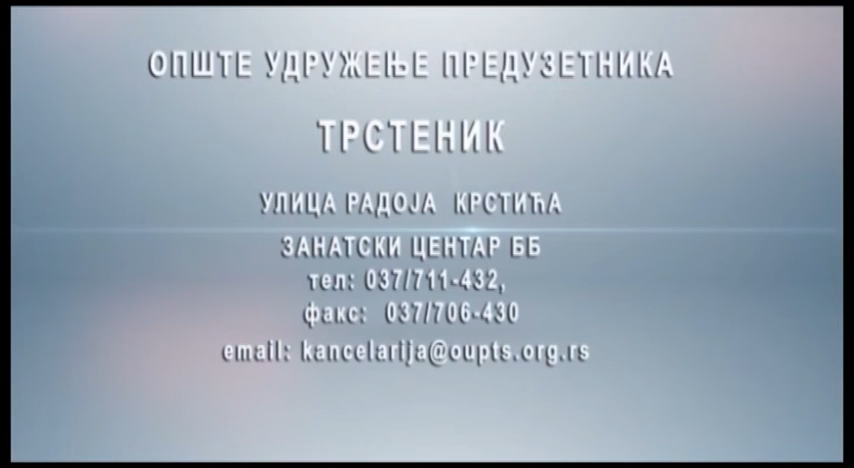 ОПШТЕ УДРУЖЕЊЕ ПРЕДУЗЕТНИКА
ТРСТЕНИК
УЛИЦА РАДОЈА КРСТИЋА
ЗАНАТСКИ ЦЕНТАР ББ
тел: 037/711-432,
факс: 037/706-430
email: kancelarija@oupts.org.rs